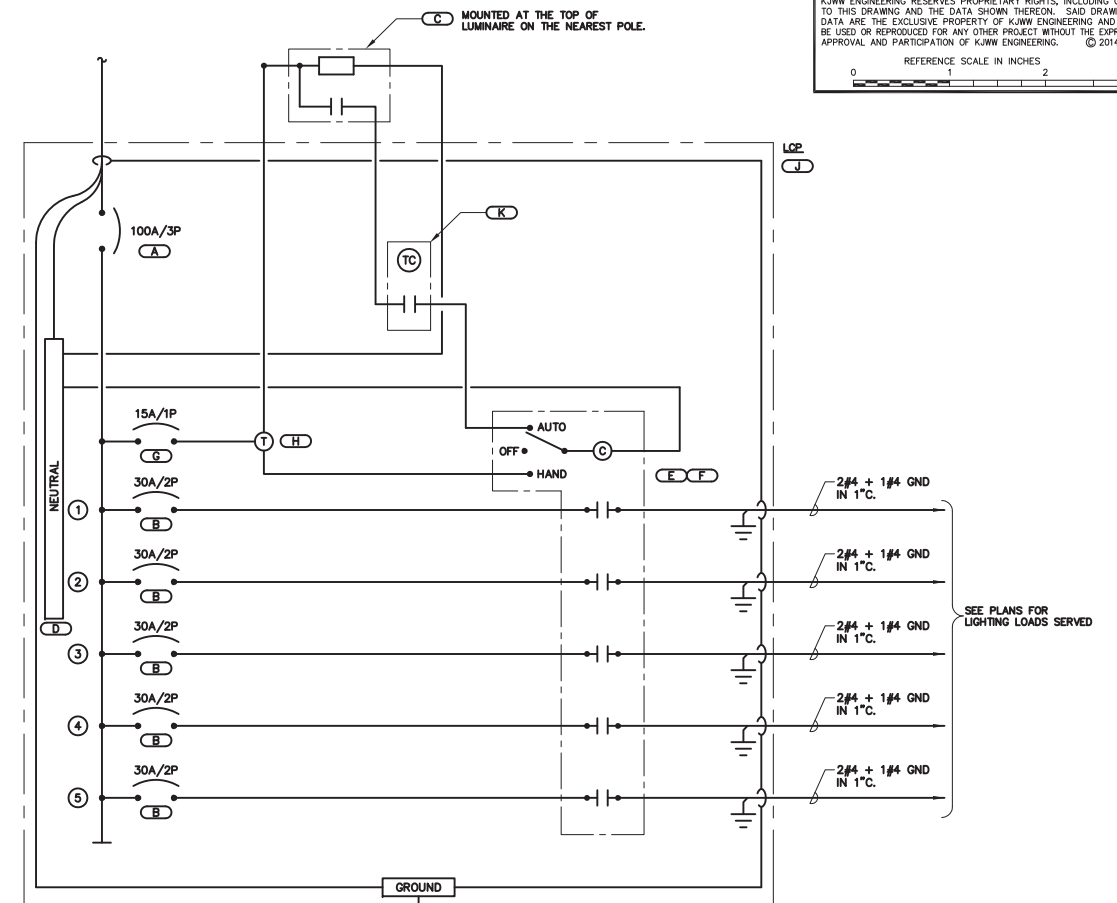 KJWW ENGINEERING RESERVES PROPRIETARY RIGHTS, INCLUDING
TO THIS DRAWING AND THE DATA SHOWN THEREON. SAID
DATA ARE THE EXCLUSIVE PROPERTY OF KJWW ENGINEERING AND
BE USED OR REPRODUCED FOR ANY OTHER PROJECT WITHOUT THE
APPROVAL AND PARTICIPATION OF KJWW ENGINEERING. © 2014
REFERENCE SCALE IN INCHES
0 1 2
C MOUNTED AT THE TOP OF
LUMINAIRE ON THE NEAREST POLE.
LCP
J
K
100A/3P
A
TC
15A/1P
G
T H
AUTO
OFF
C
HAND
E F
NEUTRAL
D
30A/2P
1
B
2#4 + 1#4 GND
IN 1"C.
30A/2P
2
B
2#4 + 1#4 GND
IN 1"C.
SEE PLANS FOR
LIGHTING LOADS SERVED
30A/2P
3
B
2#4 + 1#4 GND
IN 1"C.
30A/2P
4
B
2#4 + 1#4 GND
IN 1"C.
30A/2P
5
B
2#4 + 1#4 GND
IN 1"C.
GROUND